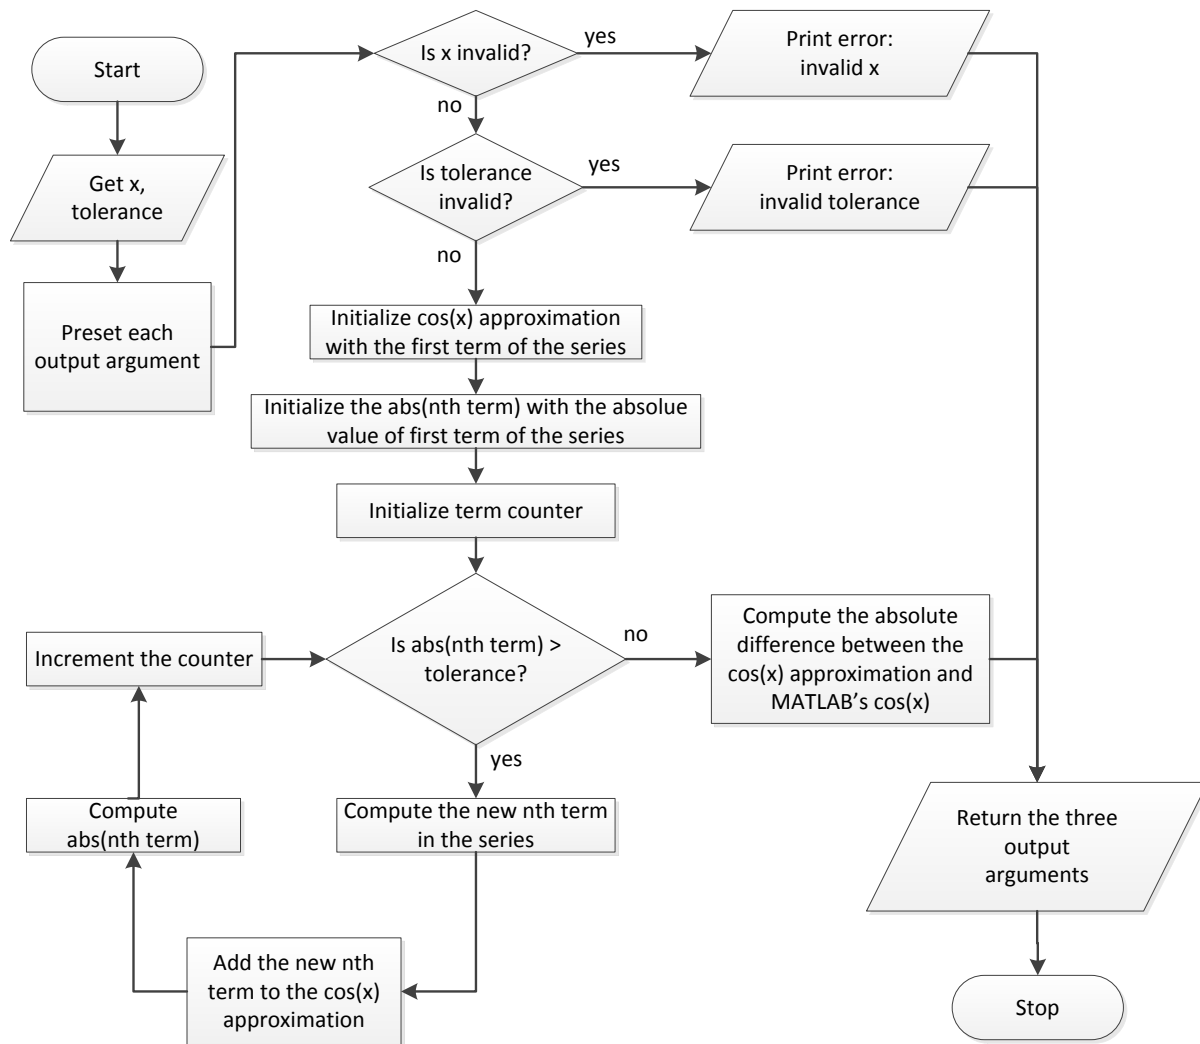 Start
Get x,
tolerance
Preset each
output argument
Is x invalid?
yes
Print error:
invalid x
no
Is tolerance
invalid?
yes
Print error:
invalid tolerance
no
Initialize cos(x) approximation
with the first term of the series
Initialize the abs(nth term) with the absolue
value of first term of the series
Initialize term counter
Is abs(nth term) >
tolerance?
no
Compute the absolute
difference between the
cos(x) approximation and
MATLAB’s cos(x)
yes
Compute the new nth term
in the series
Add the new nth
term to the cos(x)
approximation
Compute
abs(nth term)
Increment the counter
Return the three
output
arguments
Stop